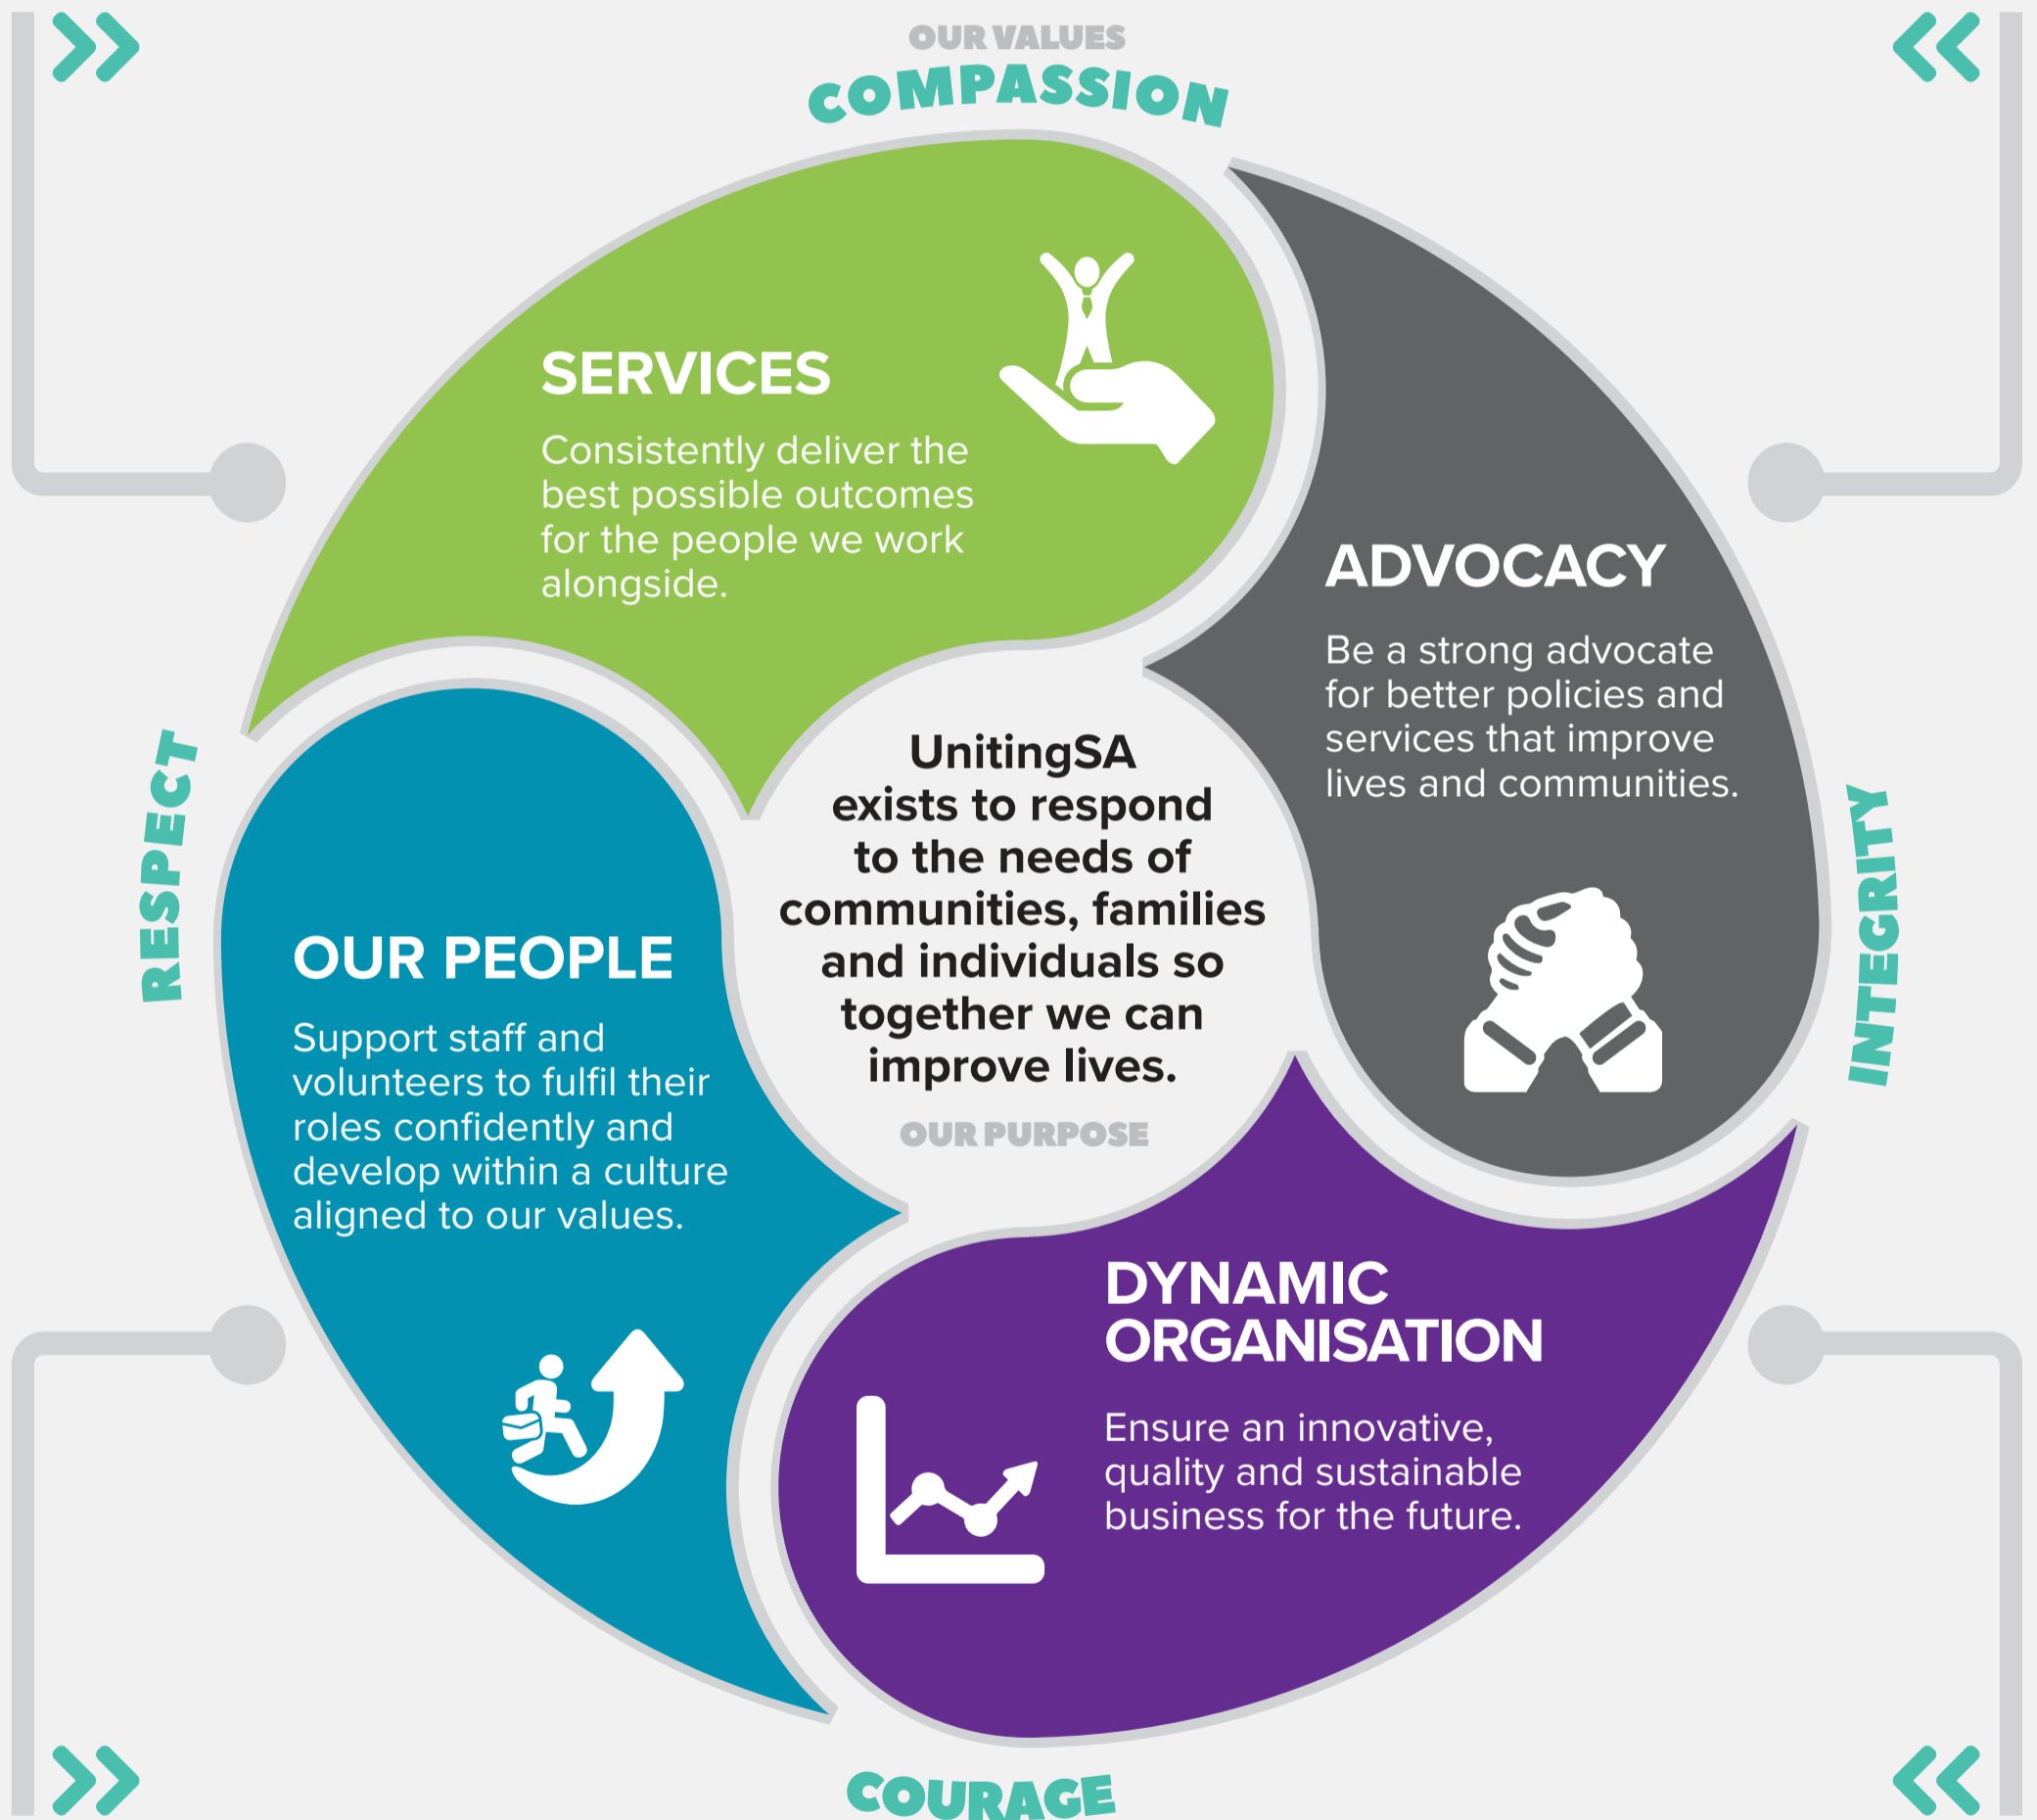 OUR VALUES
COMPASSION
SERVICES
Consistently deliver the
best possible outcomes
for the people we work
alongside.
ADVOCACY
Be a strong advocate
for better policies and
services that improve
lives and communities.
INTEGRITY
RESPECT
UnitingSA
exists to respond
to the needs of
communities, families
and individuals so
together we can
improve lives.
OUR PURPOSE
OUR PEOPLE
Support staff and
volunteers to fulfil their
roles confidently and
develop within a culture
aligned to our values.
DYNAMIC
ORGANISATION
Ensure an innovative,
quality and sustainable
business for the future.
COURAGE